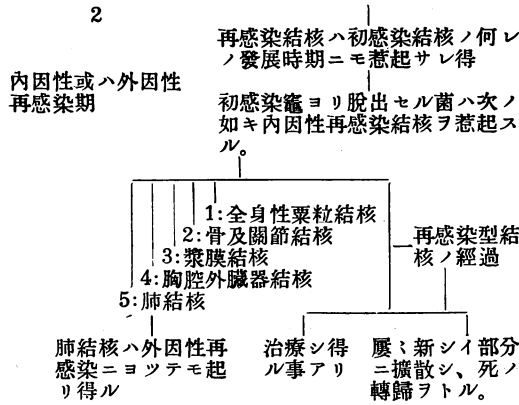 2
再感染結核ハ初感染結核ノ何レ
ノ發展時期ニモ惹起サレ得
內因性或ハ外因性
再感染期
初感染竈ヨリ脱出セル菌ハ次ノ
如キ內因性再感染結核ヲ惹起ス
ル。
1:全身性粟粒結核
2:骨及關節結核
3:漿膜結核
4:胸腔外臟器結核
5:肺結核
再感染型結
核ノ經過
肺結核ハ外因性再
感染ニヨツテモ起
リ得ル
治療シ得
ル事アリ
屢〻新シイ部分
ニ擴散シ、死ノ
轉歸ヲトル。